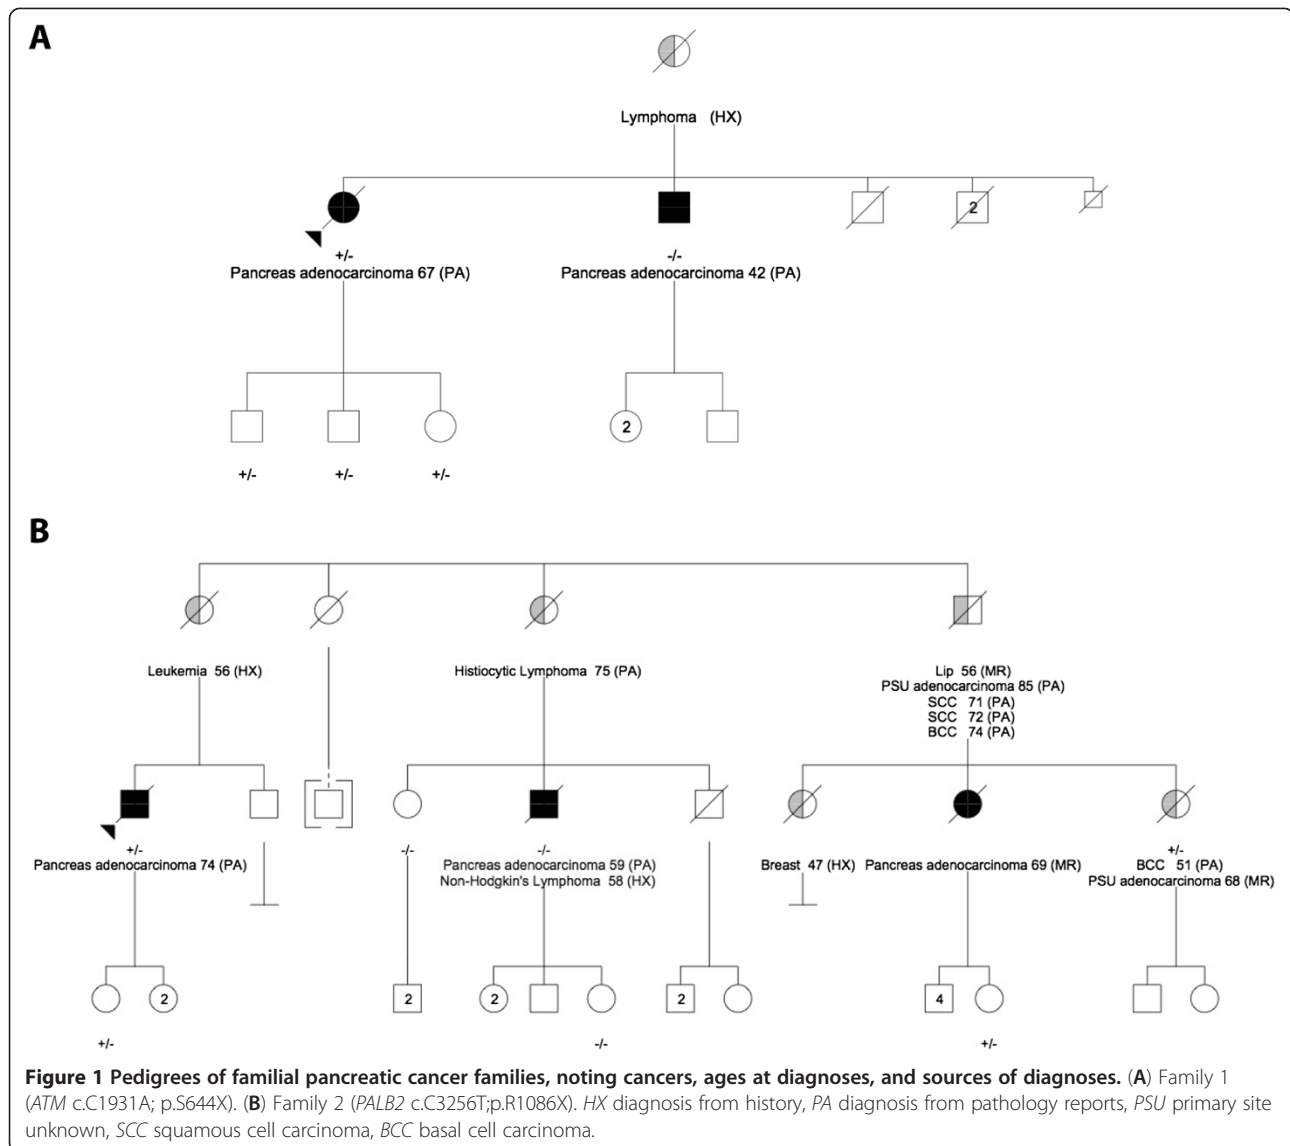 A
Lymphoma (HX)
2
+/-
-/-
Pancreas adenocarcinoma 67 (PA)
Pancreas adenocarcinoma 42 (PA)
2
+/-
+/-
+/-
B
Leukemia 56 (HX)
Histiocytic Lymphoma 75 (PA)
Lip 56 (MR)
PSU adenocarcinoma 85 (PA)
SCC 71 (PA)
SCC 72 (PA)
BCC 74 (PA)
+/-
-/-
-/-
+/-
Pancreas adenocarcinoma 74 (PA)
Pancreas adenocarcinoma 59 (PA)
Non-Hodgkin's Lymphoma 58 (HX)
Breast 47 (HX)
Pancreas adenocarcinoma 69 (MR)
BCC 51 (PA)
PSU adenocarcinoma 68 (MR)
2
2
2
2
4
+/-
-/-
+/-
Figure 1 Pedigrees of familial pancreatic cancer families, noting cancers, ages at diagnoses, and sources of diagnoses. (A) Family 1
(ATM c.C1931A; p.S644X). (B) Family 2 (PALB2 c.C3256T;p.R1086X). HX diagnosis from history, PA diagnosis from pathology reports, PSU primary site
unknown, SCC squamous cell carcinoma, BCC basal cell carcinoma.